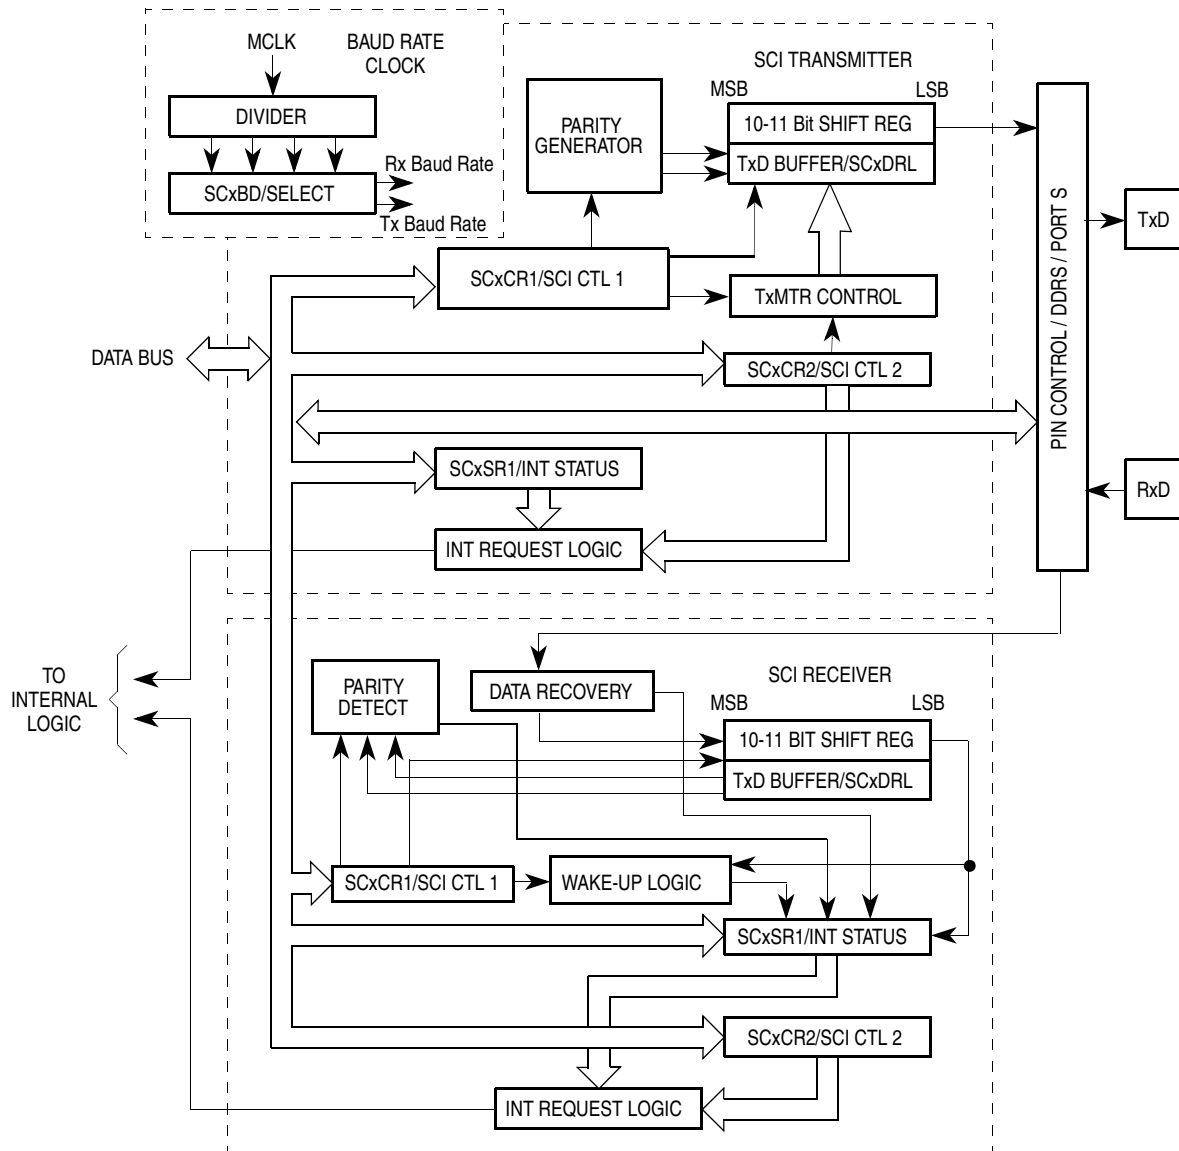 MCLK
BAUD RATE
CLOCK
DIVIDER
SCxBD/SELECT
Rx Baud Rate
Tx Baud Rate
SCI TRANSMITTER
MSB
LSB
PARITY
GENERATOR
10-11 Bit SHIFT REG
TxD BUFFER/SCxDRL
SCxCR1/SCI CTL 1
TxMTR CONTROL
DATA BUS
SCxCR2/SCI CTL 2
SCxSR1/INT STATUS
INT REQUEST LOGIC
PIN CONTROL / DDRS / PORT S
TxD
RxD
TO
INTERNAL
LOGIC
SCI RECEIVER
PARITY
DETECT
DATA RECOVERY
MSB
LSB
10-11 BIT SHIFT REG
TxD BUFFER/SCxDRL
SCxCR1/SCI CTL 1
WAKE-UP LOGIC
SCxSR1/INT STATUS
SCxCR2/SCI CTL 2
INT REQUEST LOGIC